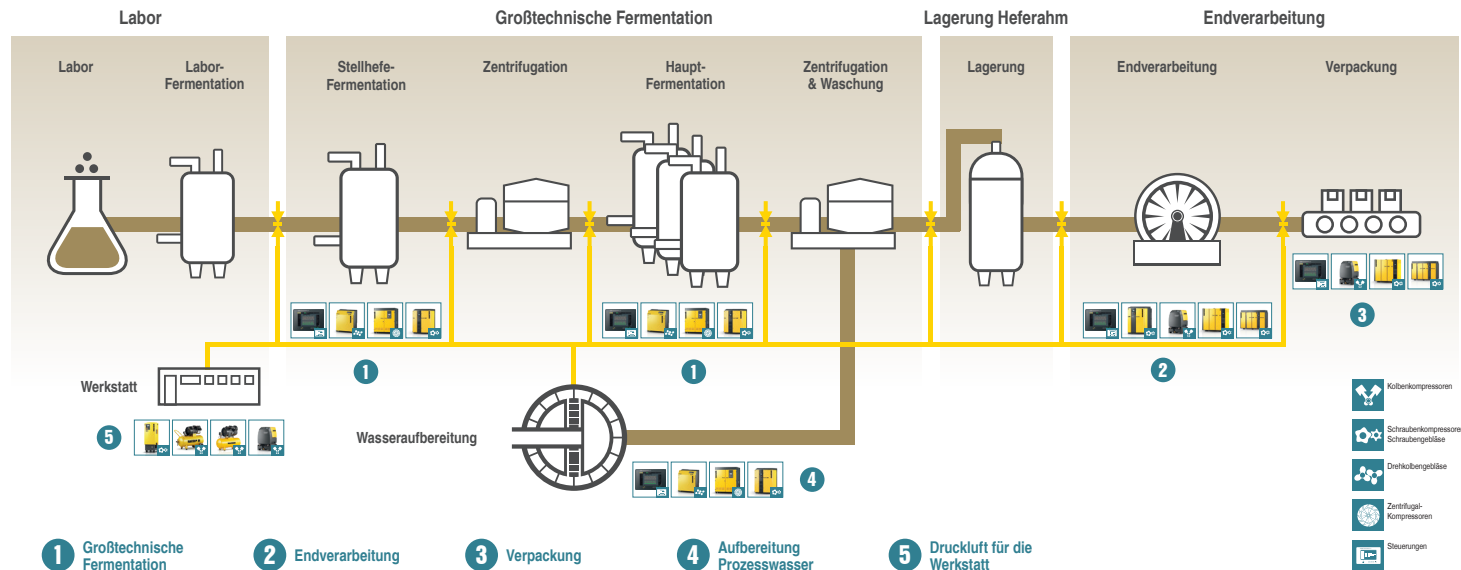 Labor
Großtechnische Fermentation
Lagerung Heferahm
Endverarbeitung
Labor
Labor-
Fermentation
Stellhefe-
Fermentation
Zentrifugation
Haupt-
Fermentation
Zentrifugation
& Waschung
Lagerung
Endverarbeitung
Verpackung
3
1
1
2
Werkstatt
5
Wasseraufbereitung
4
Kolbenkompressoren
Schraubenkompressore
Schraubengebläse
Drehkolbengebläse
Zentrifugal-
Kompressoren
Steuerungen
1 Großtechnische
Fermentation
2 Endverarbeitung
3 Verpackung
4 Aufbereitung
Prozesswasser
5 Druckluft für die
Werkstatt